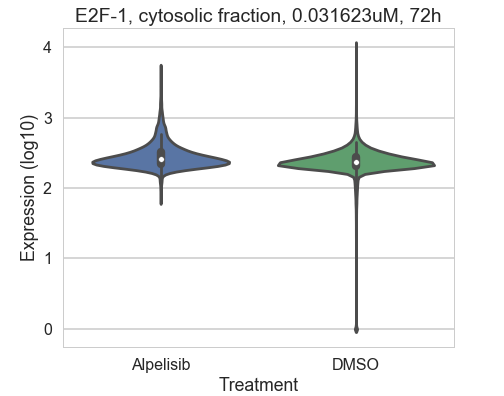 E2F-1, cytosolic fraction, 0.031623uM, 72h
Expression (log10)
4
3
2
1
0
Alpelisib
DMSO
Treatment